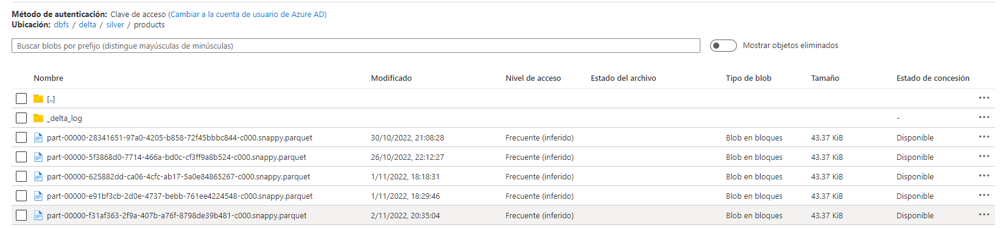 Método de autenticación: Clave de acceso (Cambiar a la cuenta de usuario de Azure AD)
Ubicación: dbfs / delta / silver / products
Buscar blobs por prefijo (distingue mayúsculas de minúsculas)
Mostrar objetos eliminados
Nombre Modificado Nivel de acceso Estado del archivo Tipo de blob Tamaño Estado de concesión
[..] •••
_delta_log - •••
part-00000-28341651-97a0-4205-b858-72f45bbbc844-c000.snappy.parquet 30/10/2022, 21:08:28 Frecuente (inferido) Blob en bloques 43.37 KiB Disponible •••
part-00000-5f3868d0-7714-466a-bd0c-cf3ff9a8b524-c000.snappy.parquet 26/10/2022, 22:12:27 Frecuente (inferido) Blob en bloques 43.37 KiB Disponible •••
part-00000-625882dd-ca06-4cfc-ab17-5a0e84865267-c000.snappy.parquet 1/11/2022, 18:18:31 Frecuente (inferido) Blob en bloques 43.37 KiB Disponible •••
part-00000-e91bf3cb-2d0e-4737-bebb-761ee4224548-c000.snappy.parquet 1/11/2022, 18:29:46 Frecuente (inferido) Blob en bloques 43.37 KiB Disponible •••
part-00000-f31af363-2f9a-407b-a76f-8798de39b481-c000.snappy.parquet 2/11/2022, 20:35:04 Frecuente (inferido) Blob en bloques 43.37 KiB Disponible •••